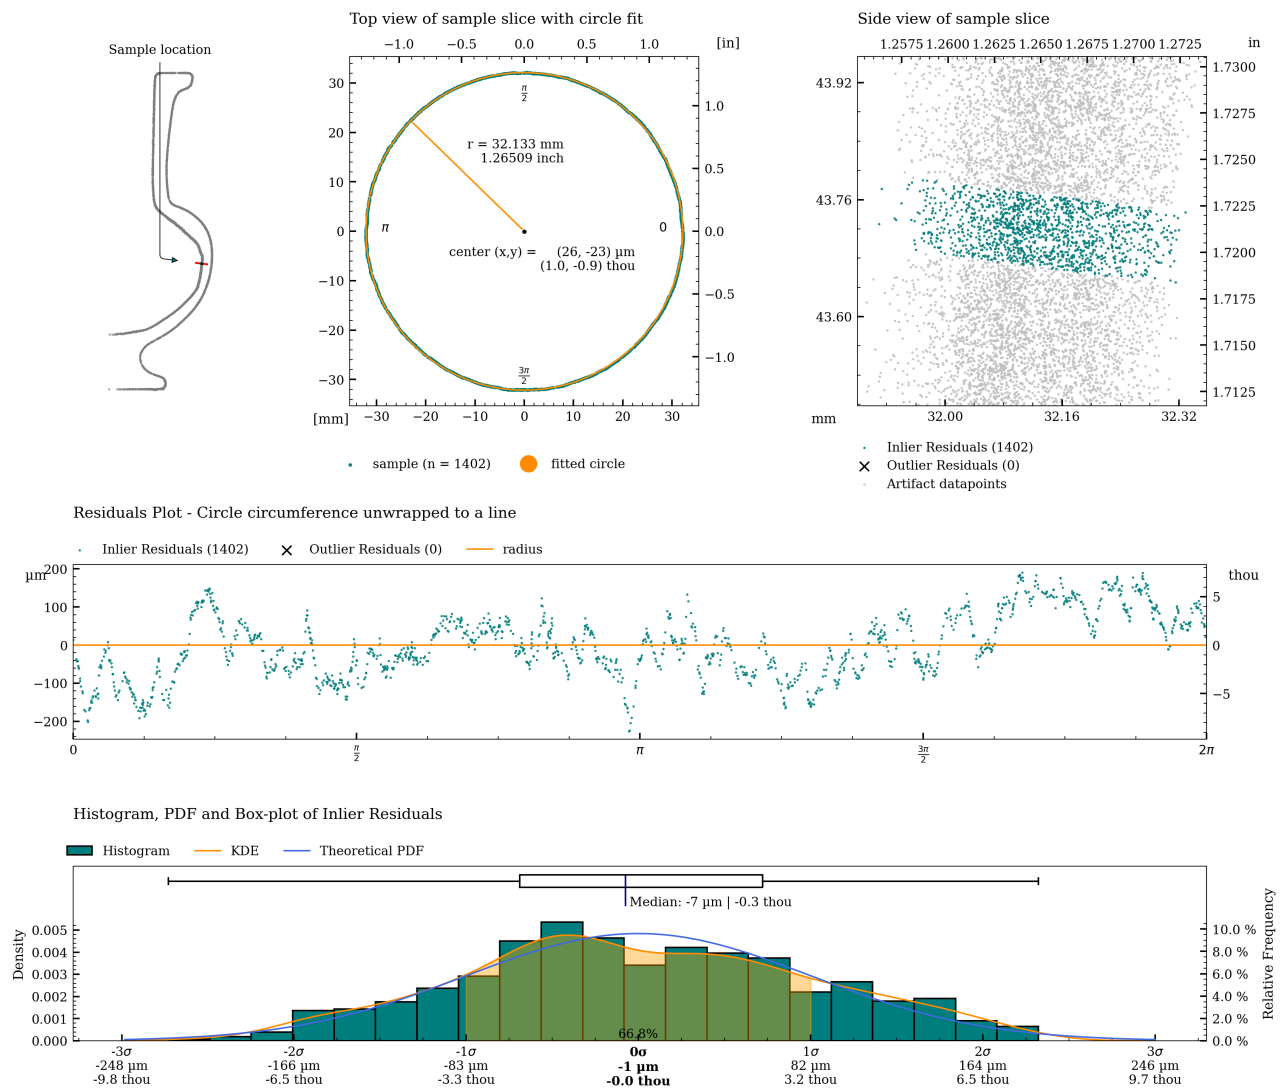 Top view of sample slice with circle fit
Side view of sample slice
Sample location
−1.0 −0.5 0.0 0.5 1.0 [in]
1.2575 1.2600 1.2625 1.2650 1.2675 1.2700 1.2725 in
30
20
10
0
−10
−20
−30
[mm]
−30 −20 −10 0 10 20 30
1.0
0.5
0.0
−0.5
−1.0
π/2
π
0
3π/2
r = 32.133 mm
1.26509 inch
center (x,y) = (26, -23) µm
(1.0, -0.9) thou
sample (n = 1402)
fitted circle
43.92
43.76
43.60
1.7300
1.7275
1.7250
1.7225
1.7200
1.7175
1.7150
1.7125
mm
32.00 32.16 32.32
Inlier Residuals (1402)
Outlier Residuals (0)
Artifact datapoints
Residuals Plot - Circle circumference unwrapped to a line
Inlier Residuals (1402) Outlier Residuals (0) radius
µm
200
100
0
−100
−200
thou
5
0
−5
0 π/2 π 3π/2 2π
Histogram, PDF and Box-plot of Inlier Residuals
Histogram KDE Theoretical PDF
Median: -7 µm | -0.3 thou
Density
0.005
0.004
0.003
0.002
0.001
0.000
Relative Frequency
10.0 %
8.0 %
6.0 %
4.0 %
2.0 %
0.0 %
66.8%
-3σ -2σ -1σ 0σ 1σ 2σ 3σ
-248 µm -166 µm -83 µm -1 µm 82 µm 164 µm 246 µm
-9.8 thou -6.5 thou -3.3 thou -0.0 thou 3.2 thou 6.5 thou 9.7 thou